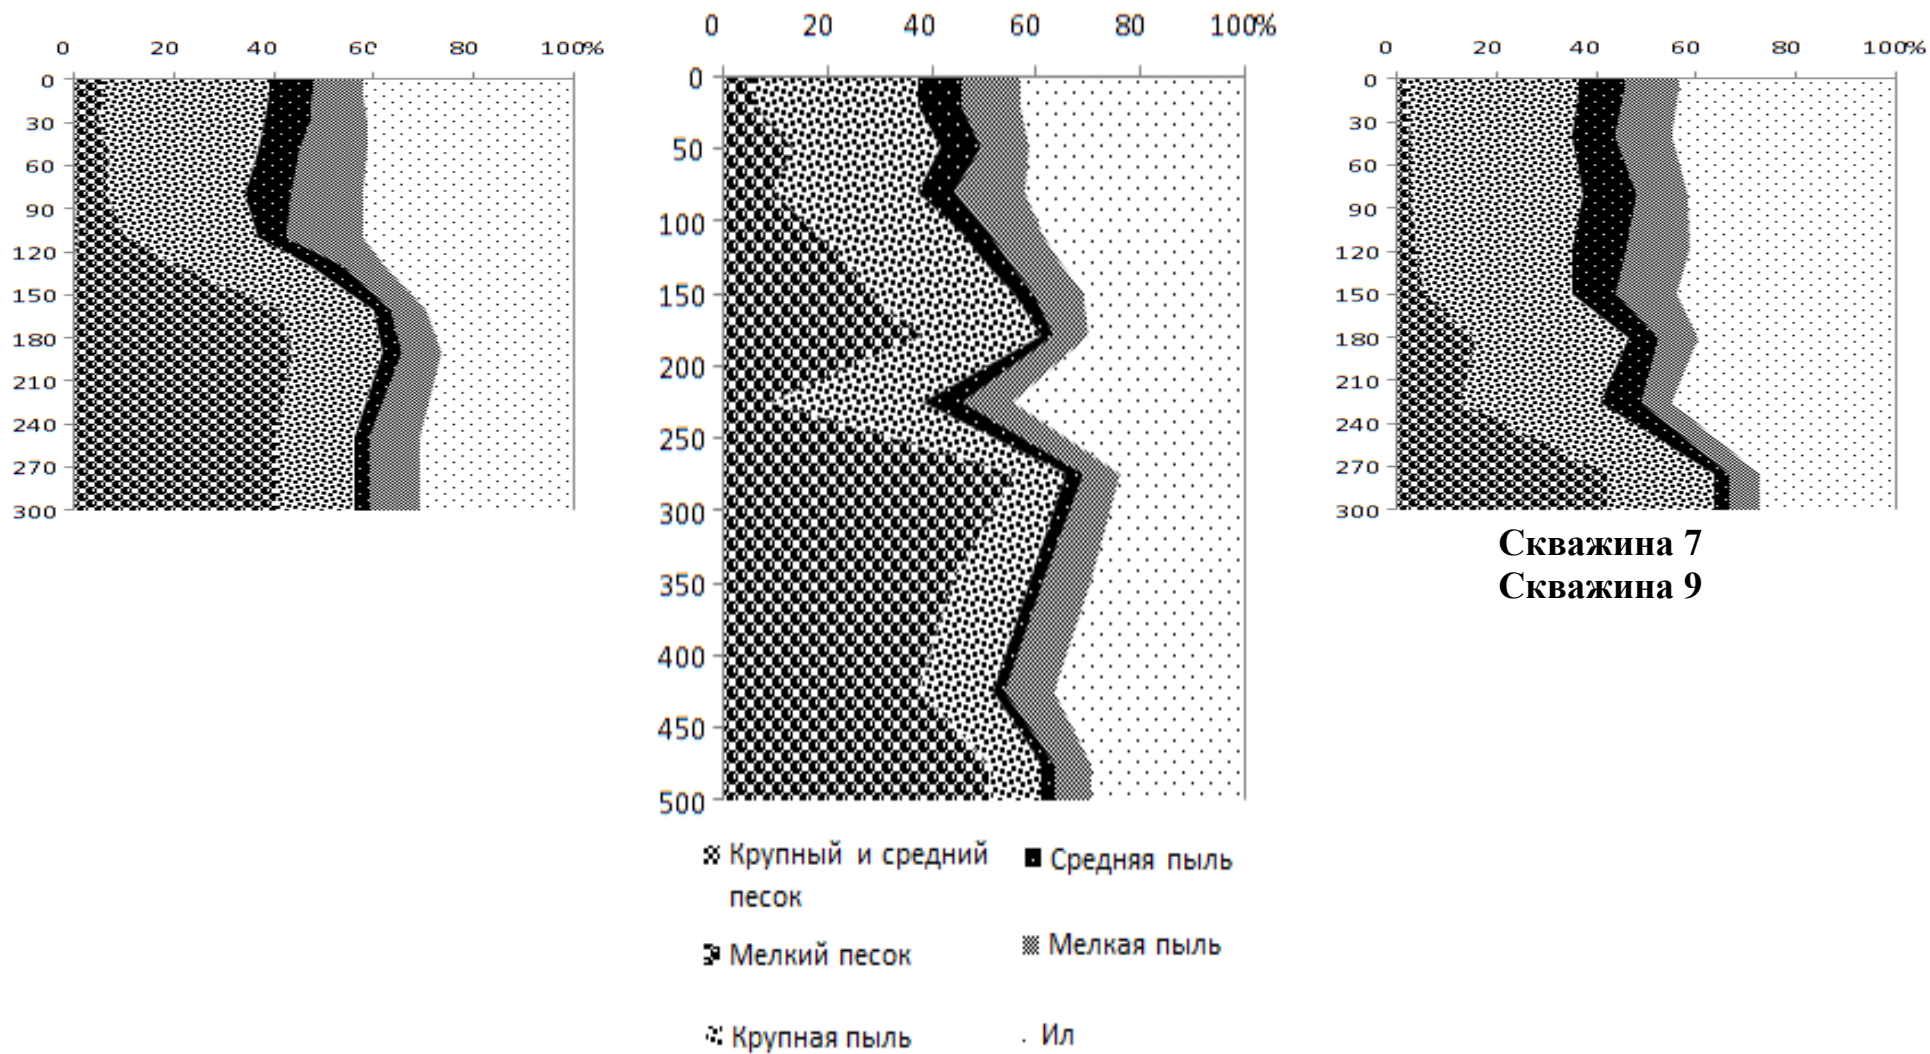 0 20 40 60 80 100%
0
30
60
90
120
150
180
210
240
270
300
0 20 40 60 80 100%
0
50
100
150
200
250
300
350
400
450
500
0 20 40 60 80 100%
0
30
60
90
120
150
180
210
240
270
300
Скважина 7
Скважина 9
Крупный и средний
песок
Средняя пыль
Мелкий песок
Мелкая пыль
Крупная пыль
Ил